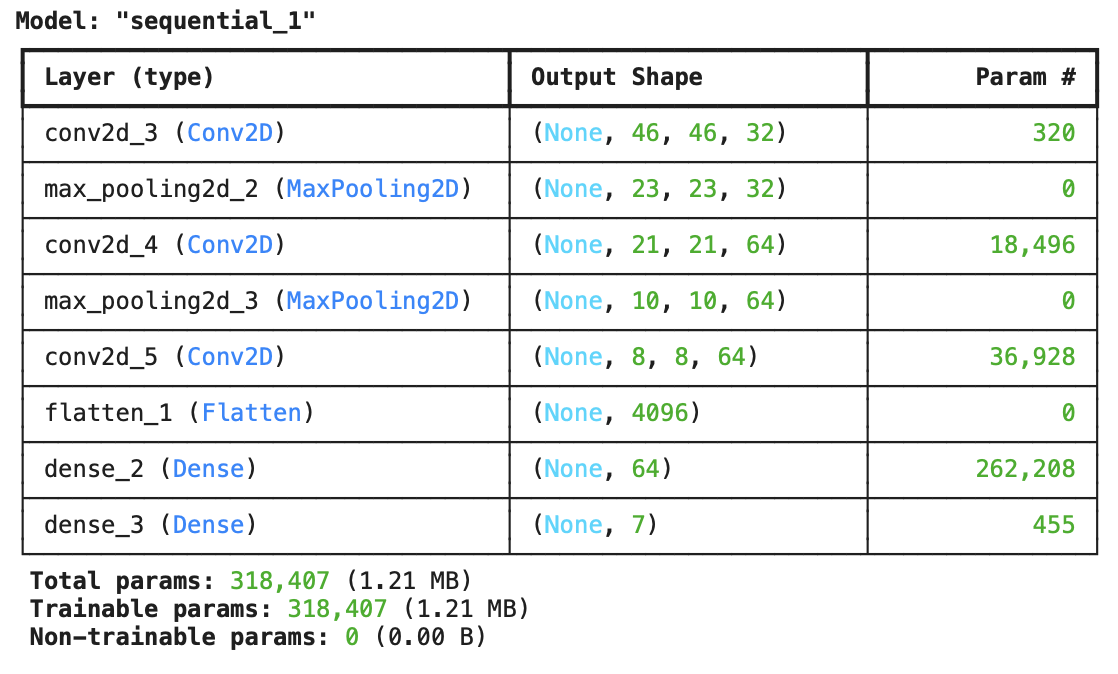 Model: "sequential_1"
Layer (type) Output Shape Param #
conv2d_3 (Conv2D) (None, 46, 46, 32) 320
max_pooling2d_2 (MaxPooling2D) (None, 23, 23, 32) 0
conv2d_4 (Conv2D) (None, 21, 21, 64) 18,496
max_pooling2d_3 (MaxPooling2D) (None, 10, 10, 64) 0
conv2d_5 (Conv2D) (None, 8, 8, 64) 36,928
flatten_1 (Flatten) (None, 4096) 0
dense_2 (Dense) (None, 64) 262,208
dense_3 (Dense) (None, 7) 455
Total params: 318,407 (1.21 MB)
Trainable params: 318,407 (1.21 MB)
Non-trainable params: 0 (0.00 B)